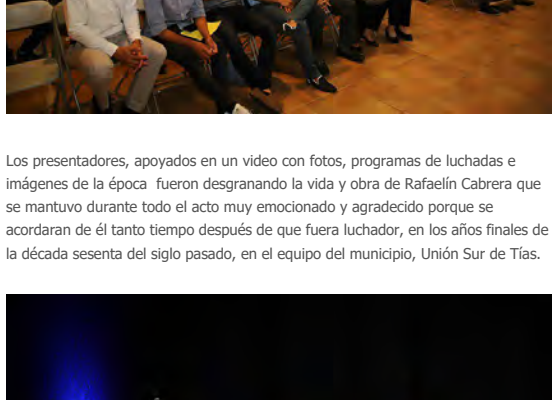 Los presentadores, apoyados en un video con fotos, programas de luchadas e
imágenes de la época  fueron desgranando la vida y obra de Rafaelín Cabrera que
se mantuvo durante todo el acto muy emocionado y agradecido porque se
acordaran de él tanto tiempo después de que fuera luchador, en los años finales de
la década sesenta del siglo pasado, en el equipo del municipio, Unión Sur de Tías.